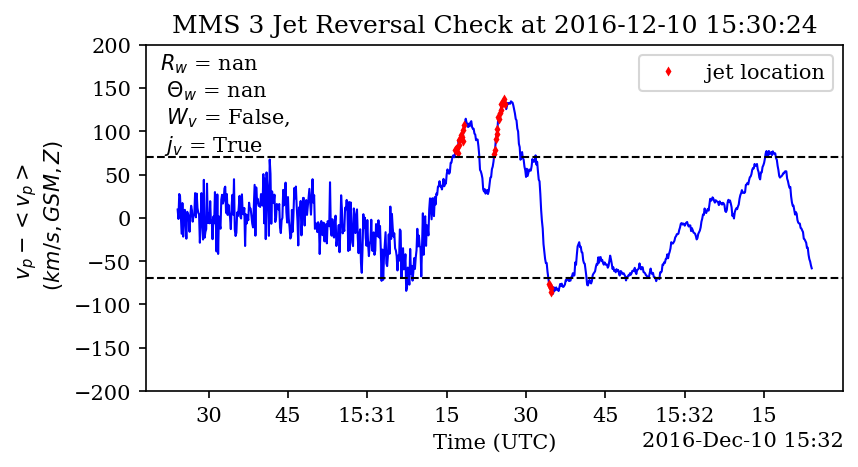 MMS 3 Jet Reversal Check at 2016-12-10 15:30:24
200
150
100
50
0
−50
−100
−150
−200
v_p − < v_p >
(km/s, GSM, Z)
R_w = nan
Θ_w = nan
W_v = False,
j_v = True
jet location
30 45 15:31 15 30 45 15:32 15
Time (UTC)
2016-Dec-10 15:32